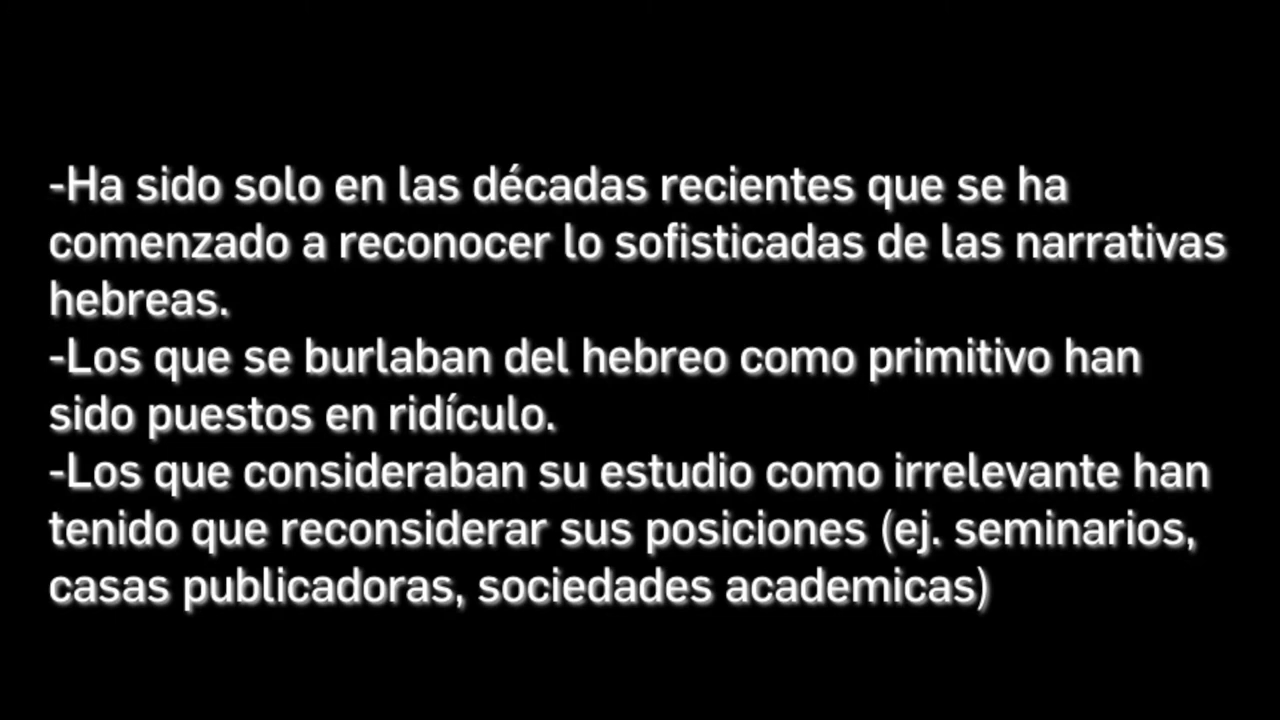 -Ha sido solo en las décadas recientes que se ha
comenzado a reconocer lo sofisticadas de las narrativas
hebreas.
-Los que se burlaban del hebreo como primitivo han
sido puestos en ridículo.
-Los que consideraban su estudio como irrelevante han
tenido que reconsiderar sus posiciones (ej. seminarios,
casas publicadoras, sociedades academicas)